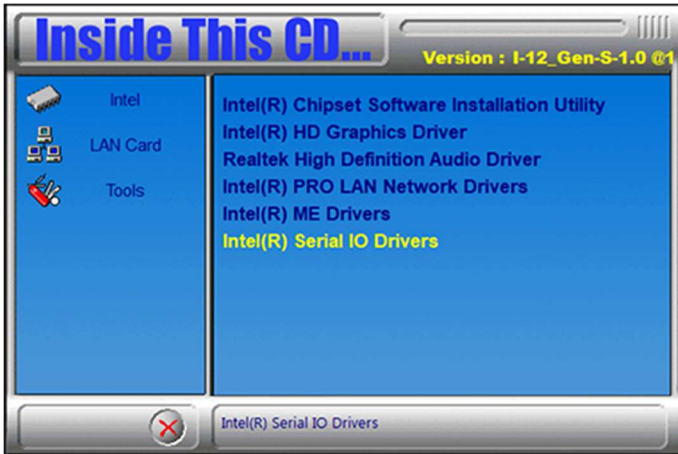 Inside This CD...
Version : I-12_Gen-S-1.0 @1
Intel
LAN Card
Tools
Intel(R) Chipset Software Installation Utility
Intel(R) HD Graphics Driver
Realtek High Definition Audio Driver
Intel(R) PRO LAN Network Drivers
Intel(R) ME Drivers
Intel(R) Serial IO Drivers
Intel(R) Serial IO Drivers